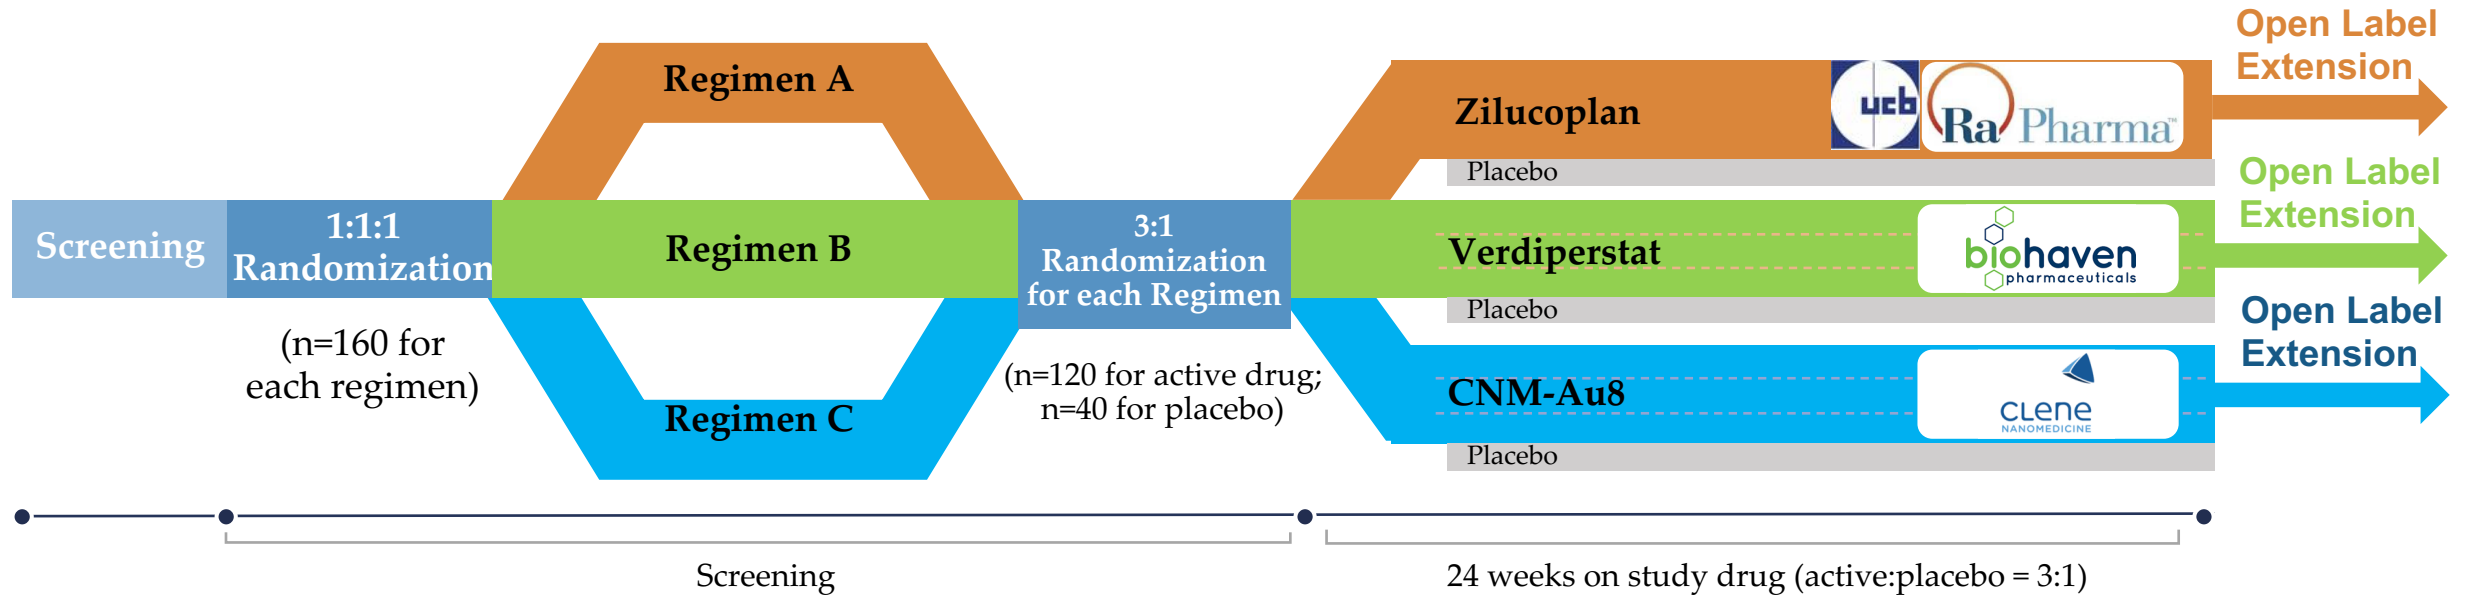 Screening
1:1:1
Randomization
(n=160 for
each regimen)
Regimen A
Regimen B
Regimen C
3:1
Randomization
for each Regimen
(n=120 for active drug;
n=40 for placebo)
Zilucoplan
ucb
Ra Pharma™
Placebo
Open Label
Extension
Verdiperstat
biohaven
pharmaceuticals
Placebo
Open Label
Extension
CNM-Au8
CLENE
NANOMEDICINE
Placebo
Open Label
Extension
Screening
24 weeks on study drug (active:placebo = 3:1)